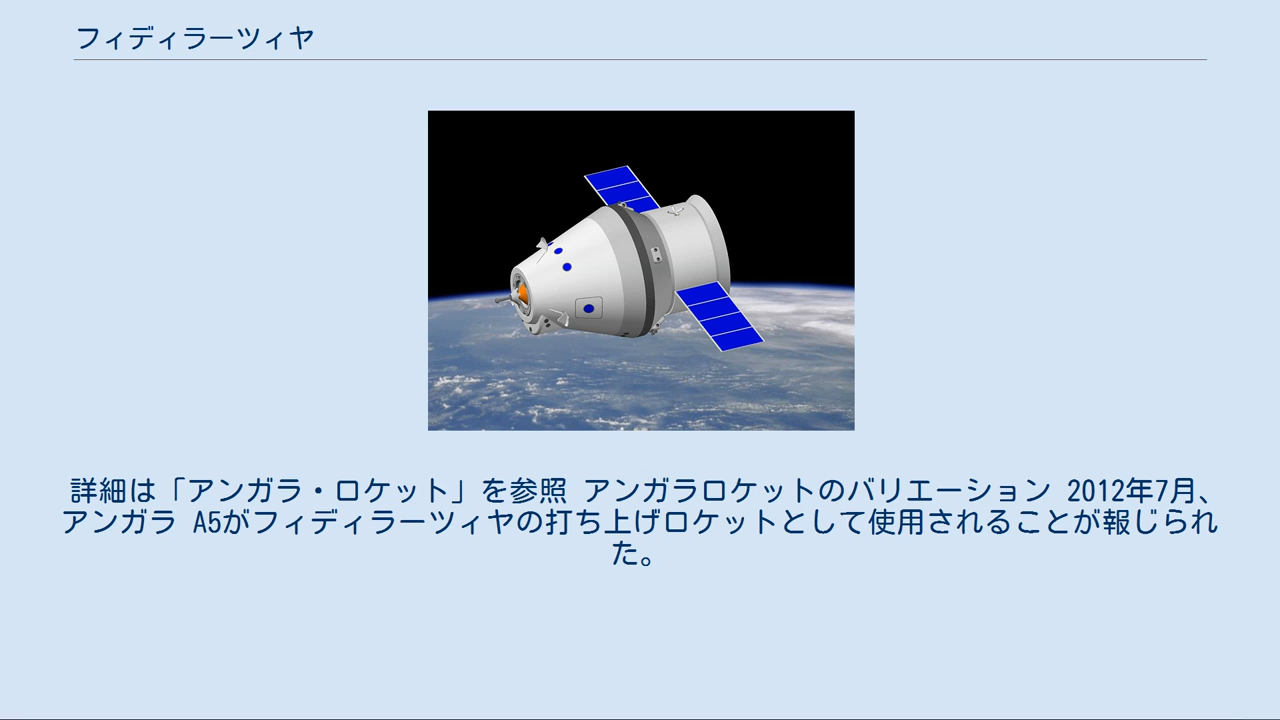 フィディラーツィヤ
詳細は「アンガラ・ロケット」を参照 アンガラロケットのバリエーション 2012年7月、
アンガラ A5がフィディラーツィヤの打ち上げロケットとして使用されることが報じられ
た。